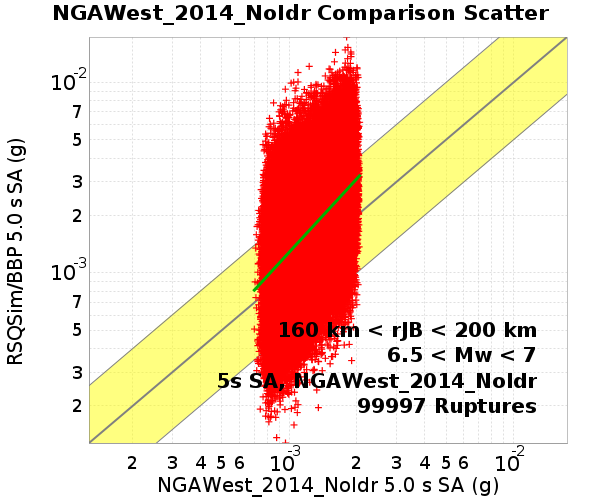 NGAWest_2014_NoIdr Comparison Scatter
RSQSim/BBP 5.0 s SA (g)
10-2
7
5
3
2
10-3
7
5
3
2
160 km < rJB < 200 km
6.5 < Mw < 7
5s SA, NGAWest_2014_NoIdr
99997 Ruptures
2 3 4 5 6 10-3 2 3 4 5 6 10-2
NGAWest_2014_NoIdr 5.0 s SA (g)